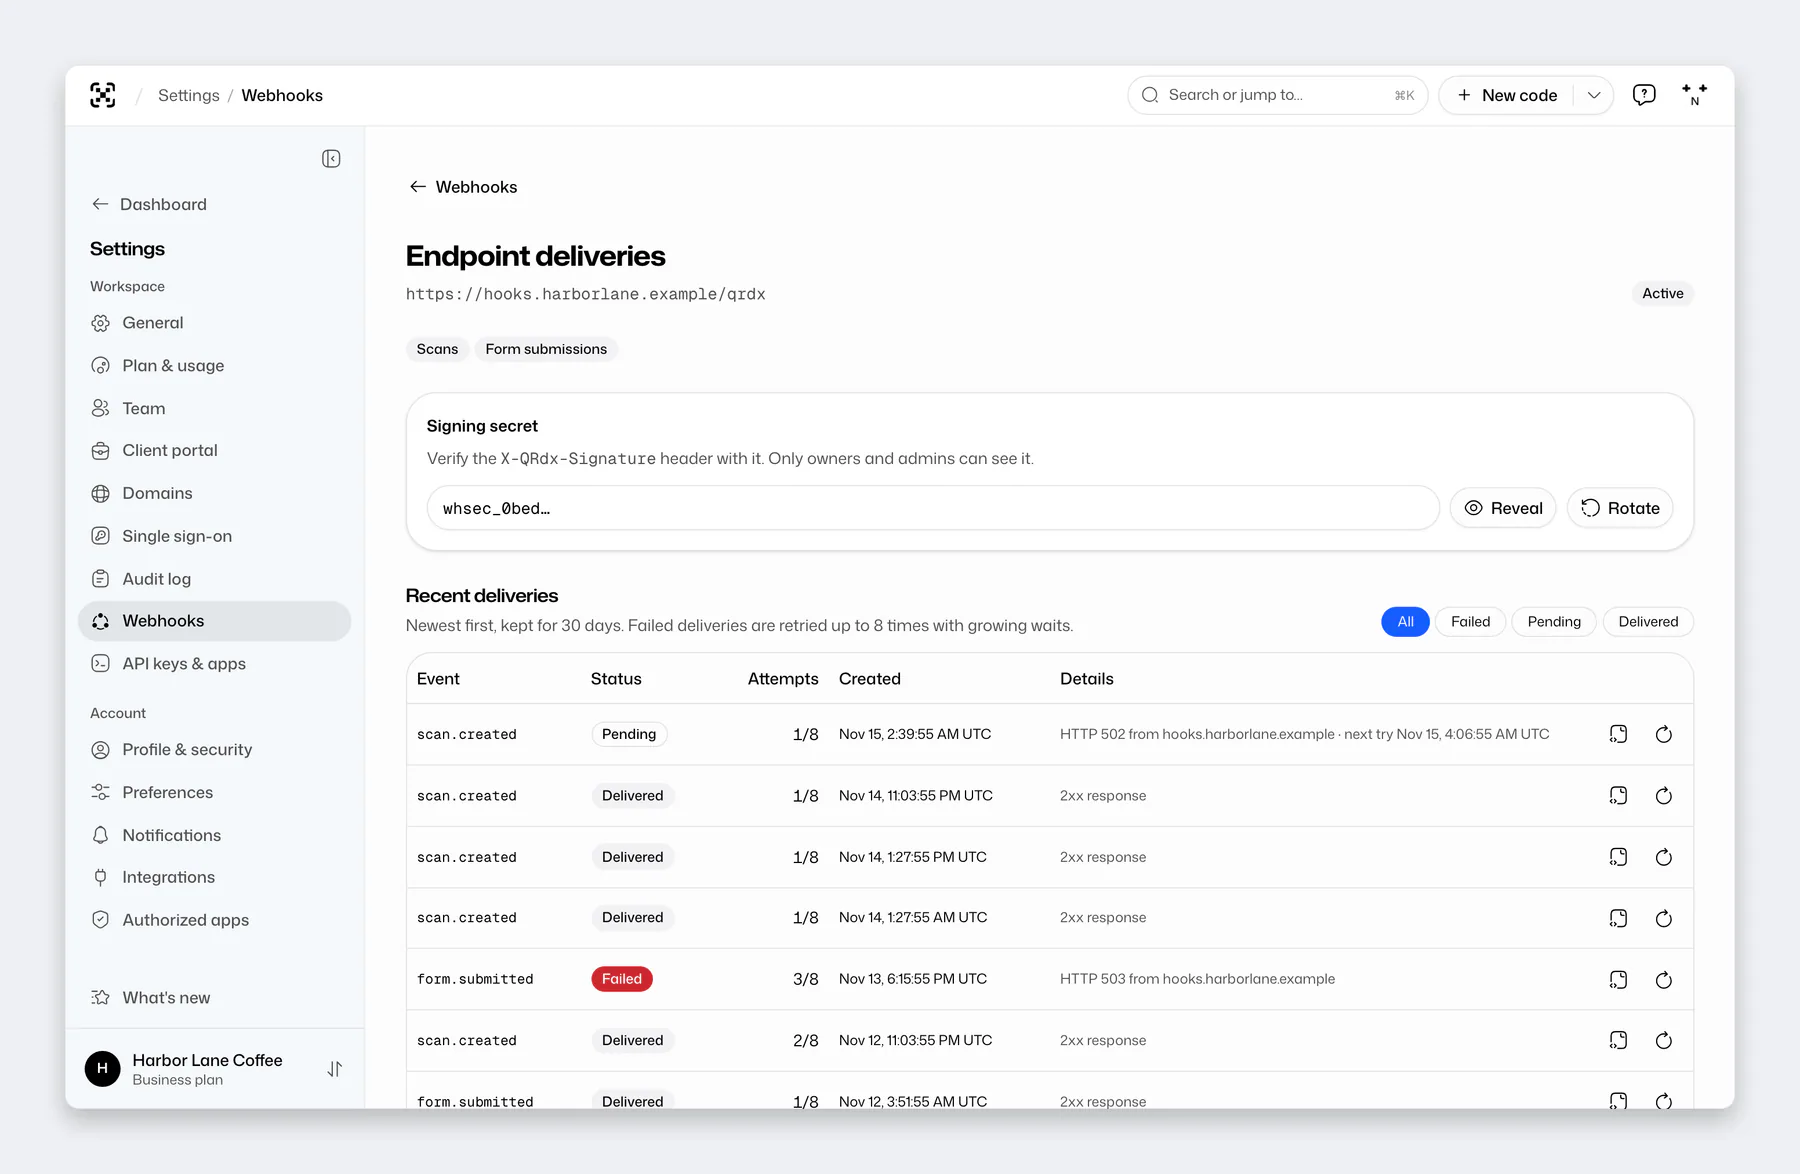 Settings / Webhooks
Search or jump to... ⌘K
+ New code
N
Dashboard
Settings
Workspace
General
Plan & usage
Team
Client portal
Domains
Single sign-on
Audit log
Webhooks
API keys & apps
Account
Profile & security
Preferences
Notifications
Integrations
Authorized apps
What's new
H
Harbor Lane Coffee
Business plan
← Webhooks
Endpoint deliveries
https://hooks.harborlane.example/qrdx
Active
Scans Form submissions
Signing secret
Verify the X-QRdx-Signature header with it. Only owners and admins can see it.
whsec_0bed… Reveal Rotate
Recent deliveries
Newest first, kept for 30 days. Failed deliveries are retried up to 8 times with growing waits.
All Failed Pending Delivered
Event Status Attempts Created Details
scan.created Pending 1/8 Nov 15, 2:39:55 AM UTC HTTP 502 from hooks.harborlane.example · next try Nov 15, 4:06:55 AM UTC
scan.created Delivered 1/8 Nov 14, 11:03:55 PM UTC 2xx response
scan.created Delivered 1/8 Nov 14, 1:27:55 PM UTC 2xx response
scan.created Delivered 1/8 Nov 14, 1:27:55 AM UTC 2xx response
form.submitted Failed 3/8 Nov 13, 6:15:55 PM UTC HTTP 503 from hooks.harborlane.example
scan.created Delivered 2/8 Nov 12, 11:03:55 PM UTC 2xx response
form.submitted Delivered 1/8 Nov 12, 3:51:55 AM UTC 2xx response